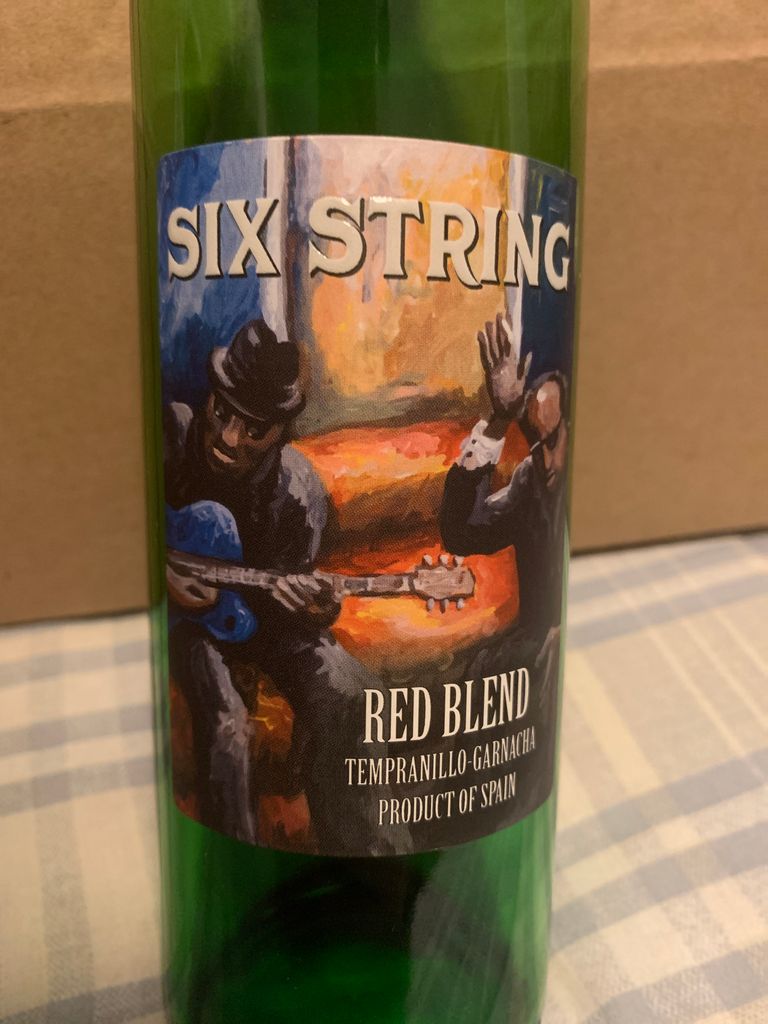 SIX STRING
RED BLEND
TEMPRANILLO-GARNACHA
PRODUCT OF SPAIN